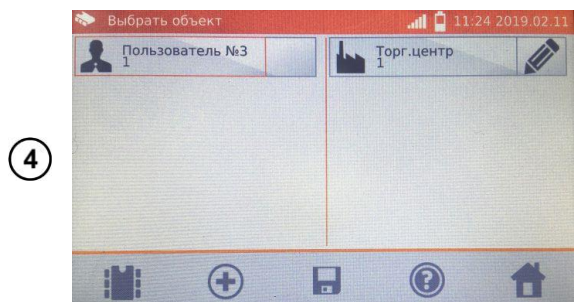 Выбрать объект
11:24 2019.02.11
Пользователь №3
1
Торг.центр
1
4